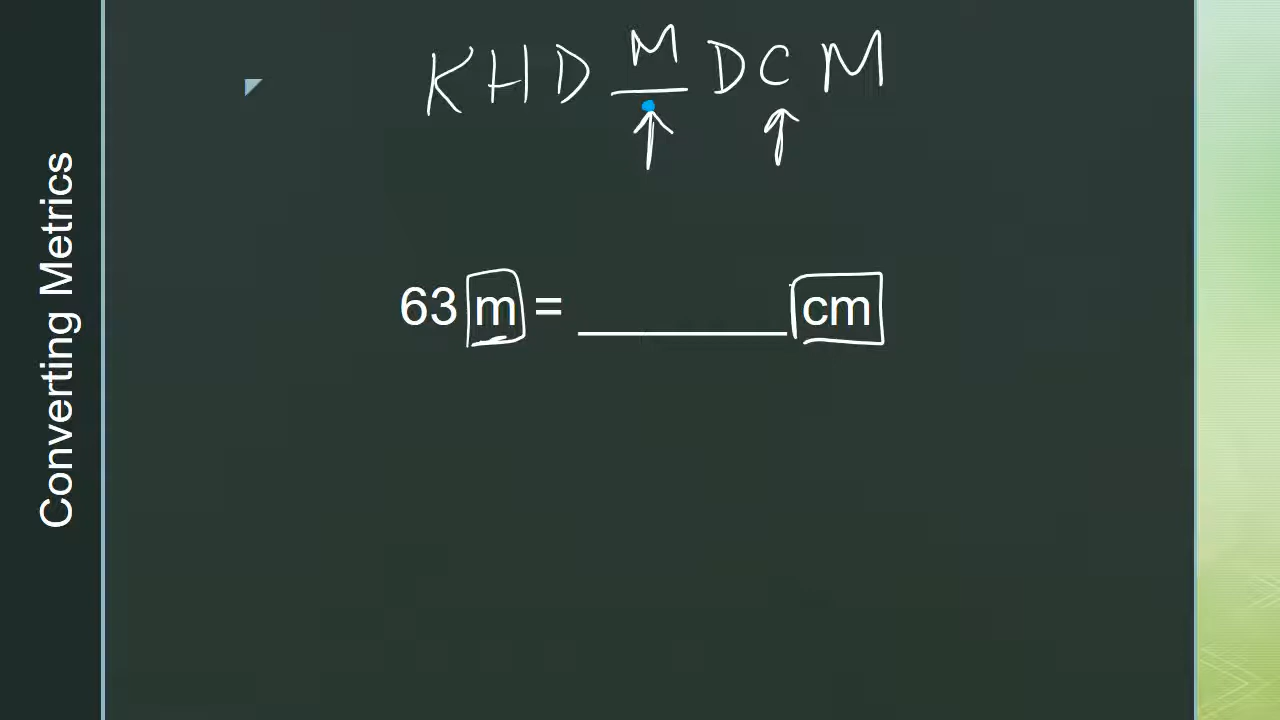 Converting Metrics
K H D M D C M
63 m = ________ cm